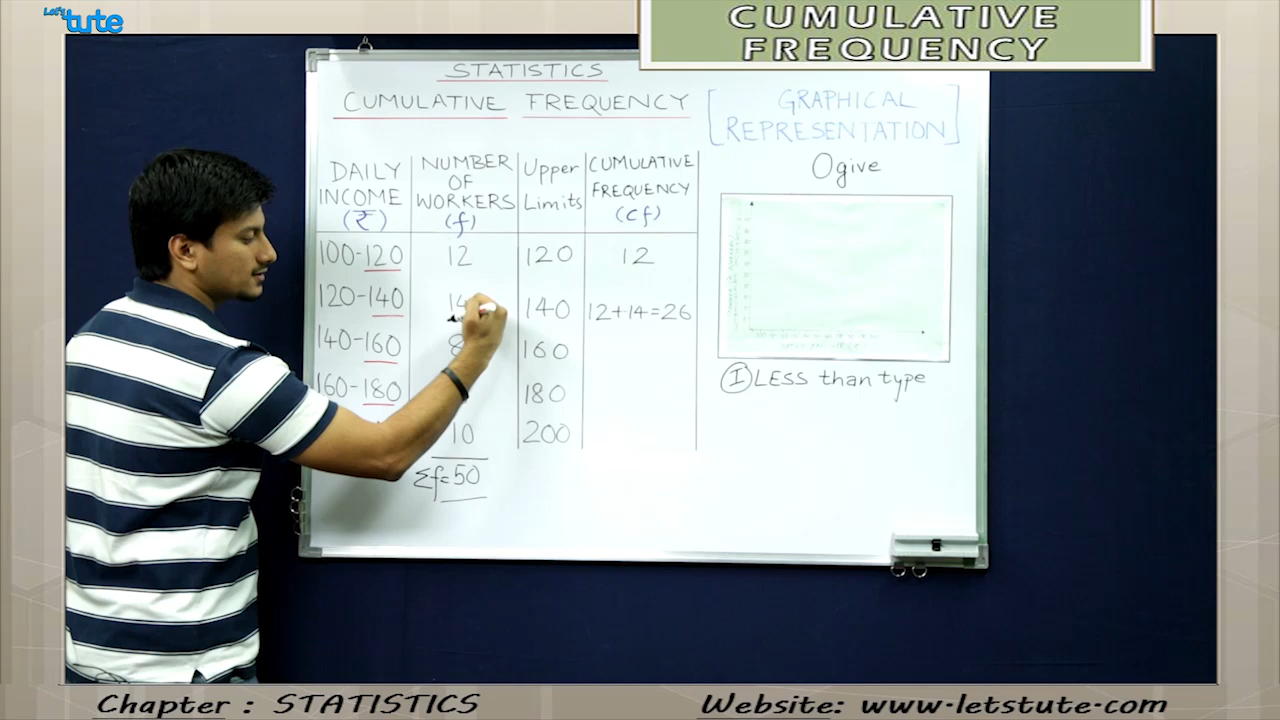 Let's
tute
CUMULATIVE
FREQUENCY
STATISTICS
CUMULATIVE FREQUENCY
[GRAPHICAL
REPRESENTATION]
Ogive
DAILY INCOME (₹) NUMBER OF WORKERS (f) Upper Limits CUMULATIVE FREQUENCY (cf)
100-120 12 120 12
120-140 14 140 12+14=26
140-160 8 160
160-180 180
10 200
Σf=50
I LESS than type
Chapter : STATISTICS
Website: www-letstute-com